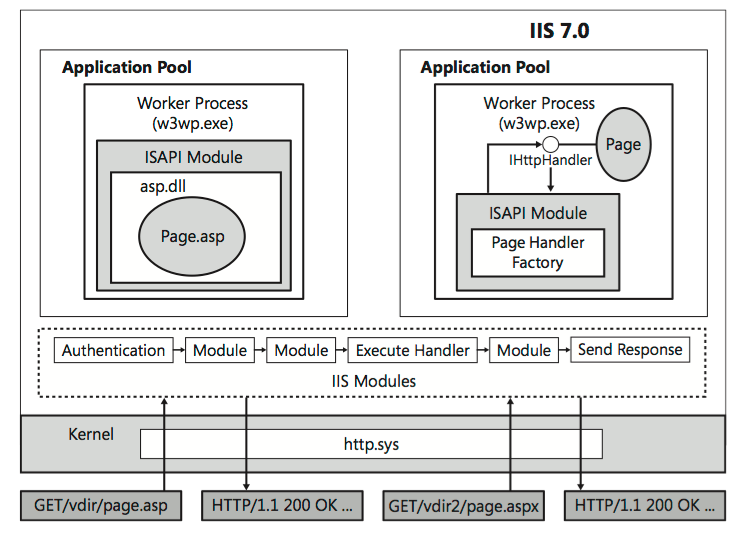 IIS 7.0
Application Pool
Worker Process
(w3wp.exe)
ISAPI Module
asp.dll
Page.asp
Application Pool
Worker Process
(w3wp.exe)
Page
IHttpHandler
ISAPI Module
Page Handler
Factory
Authentication
Module
Module
Execute Handler
Module
Send Response
IIS Modules
Kernel
http.sys
GET/vdir/page.asp
HTTP/1.1 200 OK ...
GET/vdir2/page.aspx
HTTP/1.1 200 OK ...